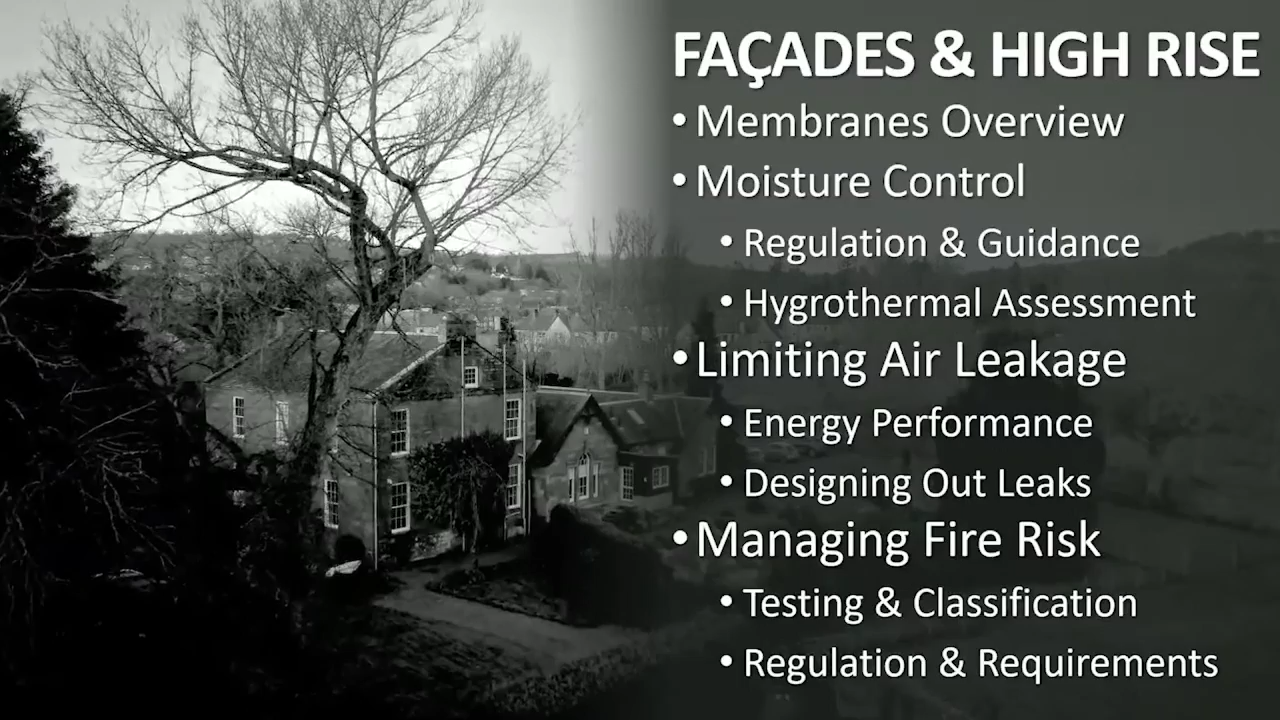 FAÇADES & HIGH RISE
• Membranes Overview
• Moisture Control
• Regulation & Guidance
• Hygrothermal Assessment
• Limiting Air Leakage
• Energy Performance
• Designing Out Leaks
• Managing Fire Risk
• Testing & Classification
• Regulation & Requirements